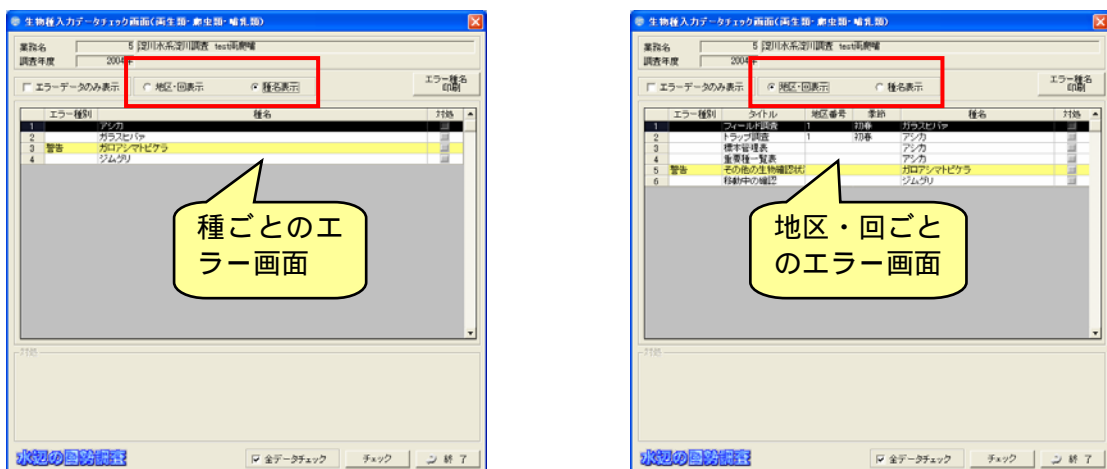 生物種入力データチェック画面(両生類・爬虫類・哺乳類)
業務名 5 淀川水系淀川調査 test両爬哺
調査年度 2004年
エラーデータのみ表示 地区・回表示 種名表示 エラー種名印刷
エラー種別 種名 対処
1 アシカ
2 ガラスヒバァ
3 警告 ガロアシマトビケラ
4 ジムグリ
種ごとのエ
ラー画面
対処
水辺の国勢調査 全データチェック チェック 終了
生物種入力データチェック画面(両生類・爬虫類・哺乳類)
業務名 5 淀川水系淀川調査 test両爬哺
調査年度 2004年
エラーデータのみ表示 地区・回表示 種名表示 エラー種名印刷
エラー種別 タイトル 地区番号 季節 種名 対処
1 フィールド調査 1 初春 ガラスヒバァ
2 トラップ調査 1 初春 アシカ
3 標本管理表 アシカ
4 重要種一覧表 アシカ
5 警告 その他の生物確認状 ガロアシマトビケラ
6 移動中の確認 ジムグリ
地区・回ごと
のエラー画面
対処
水辺の国勢調査 全データチェック チェック 終了